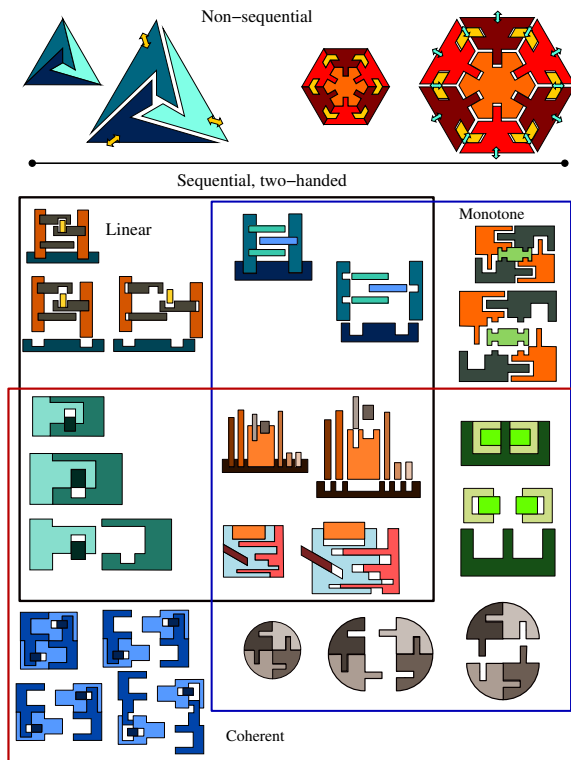 Non−sequential
Sequential, two−handed
Linear
Monotone
Coherent